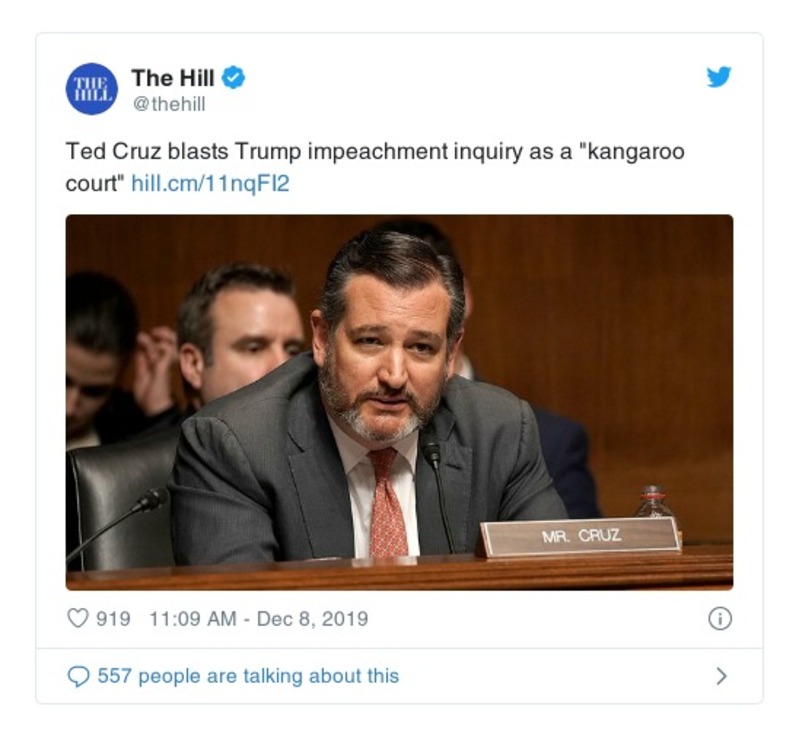 THE
HILL
The Hill
@thehill
Ted Cruz blasts Trump impeachment inquiry as a "kangaroo
court" hill.cm/11nqFI2
MR. CRUZ
919 11:09 AM - Dec 8, 2019
557 people are talking about this